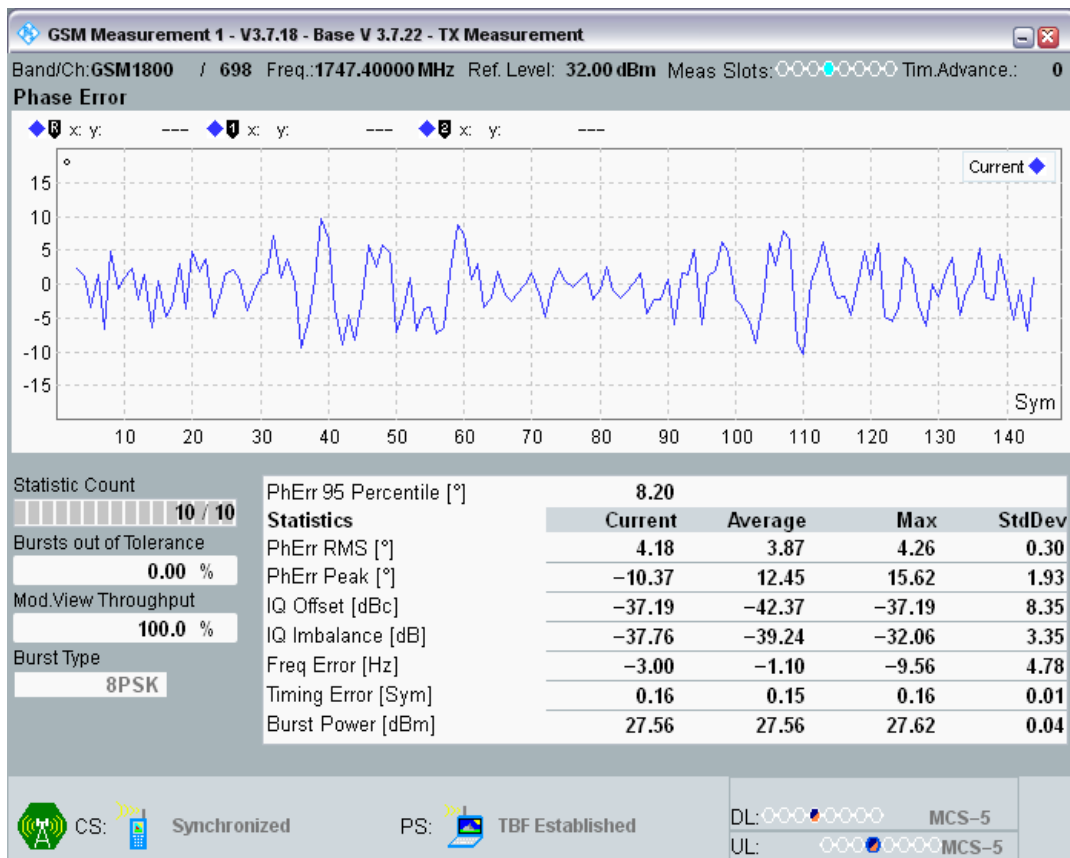 GSM Measurement 1 - V3.7.18 - Base V 3.7.22 - TX Measurement
Band/Ch:GSM1800 / 698 Freq.:1747.40000 MHz Ref. Level: 32.00 dBm Meas Slots: Tim.Advance.: 0
Phase Error
R x: y: --- 1 x: y: --- 2 x: y: ---
°
Current
15
10
5
0
-5
-10
-15
Sym
10 20 30 40 50 60 70 80 90 100 110 120 130 140
Statistic Count
10 / 10
Bursts out of Tolerance
0.00 %
Mod.View Throughput
100.0 %
Burst Type
8PSK
PhErr 95 Percentile [°] 8.20
Statistics Current Average Max StdDev
PhErr RMS [°] 4.18 3.87 4.26 0.30
PhErr Peak [°] −10.37 12.45 15.62 1.93
IQ Offset [dBc] −37.19 −42.37 −37.19 8.35
IQ Imbalance [dB] −37.76 −39.24 −32.06 3.35
Freq Error [Hz] −3.00 −1.10 −9.56 4.78
Timing Error [Sym] 0.16 0.15 0.16 0.01
Burst Power [dBm] 27.56 27.56 27.62 0.04
CS: Synchronized PS: TBF Established
DL: MCS−5
UL: MCS−5